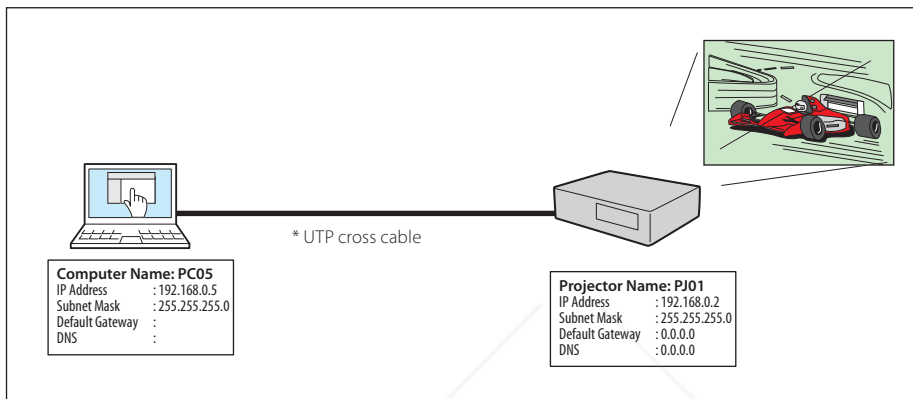 * UTP cross cable
Computer Name: PC05
IP Address : 192.168.0.5
Subnet Mask : 255.255.255.0
Default Gateway :
DNS :
Projector Name: PJ01
IP Address : 192.168.0.2
Subnet Mask : 255.255.255.0
Default Gateway : 0.0.0.0
DNS : 0.0.0.0